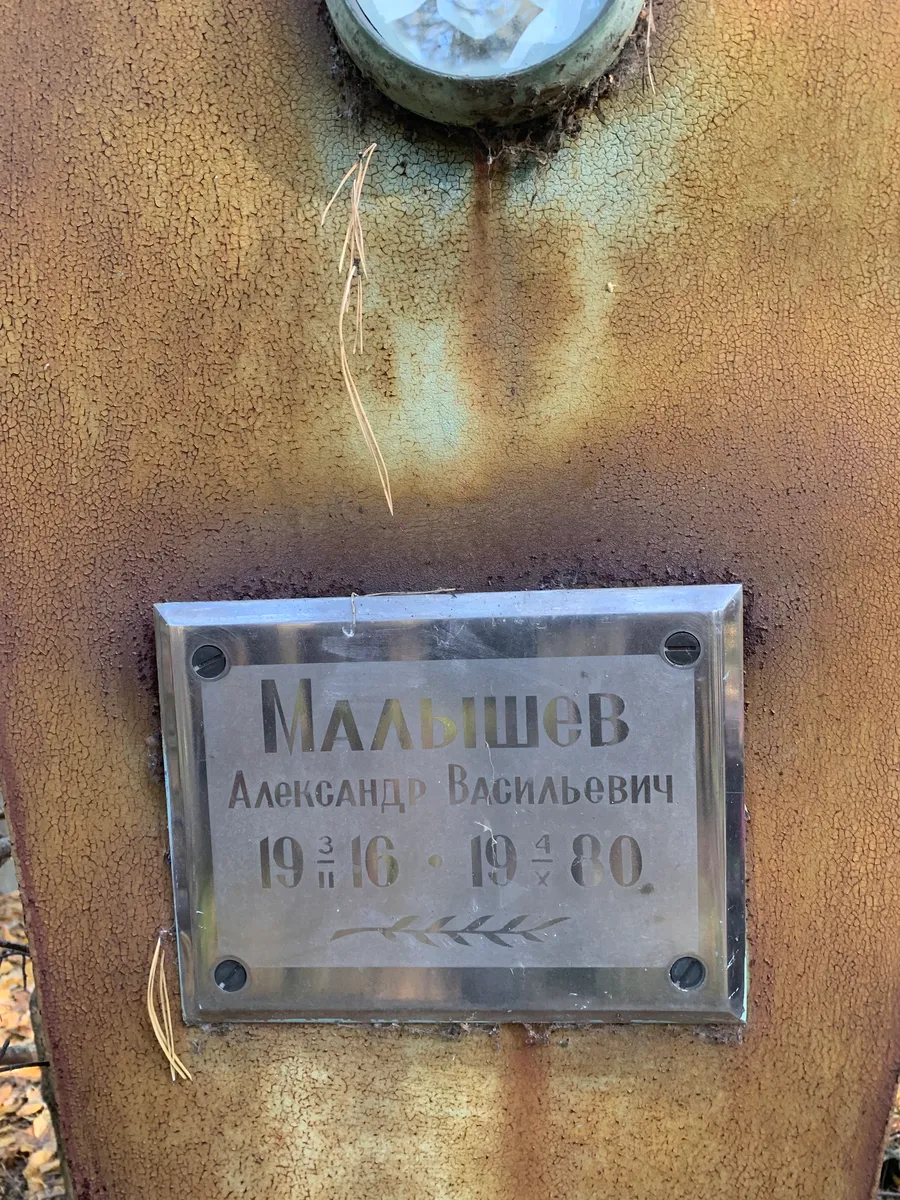 Малышев
Александр Васильевич
19 3/II 16 · 19 4/X 80